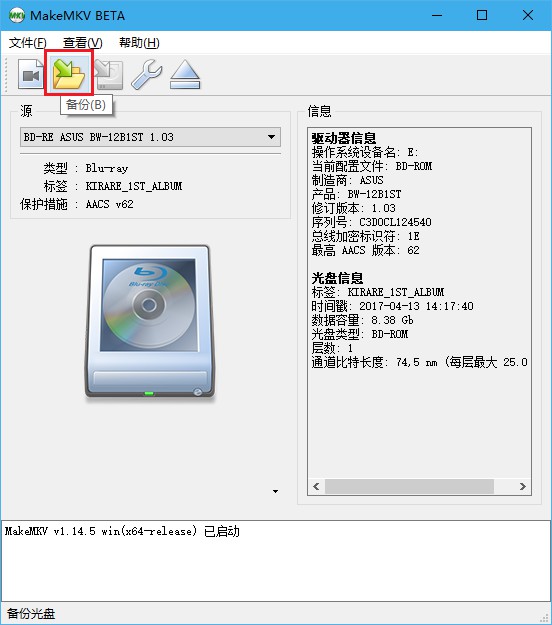 MakeMKV BETA
文件(F) 查看(V) 帮助(H)
备份(B)
源
BD-RE ASUS BW-12B1ST 1.03
类型 : Blu-ray
标签 : KIRARE_1ST_ALBUM
保护措施 : AACS v62
Blu-ray Disc
信息
驱动器信息
操作系统设备名: E:
当前配置文件: BD-ROM
制造商: ASUS
产品: BW-12B1ST
修订版本: 1.03
序列号: C3DOCL124540
总线加密标识符: 1E
最高 AACS 版本: 62
光盘信息
标签: KIRARE_1ST_ALBUM
时间戳: 2017-04-13 14:17:40
数据容量: 8.38 Gb
光盘类型: BD-ROM
层数: 1
通道比特长度: 74,5 nm (每层最大 25.0
MakeMKV v1.14.5 win(x64-release) 已启动
备份光盘